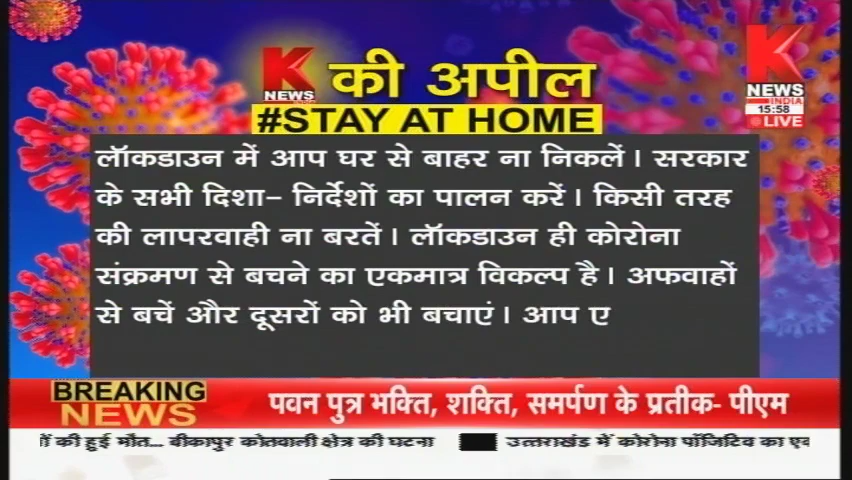 K NEWS की अपील
#STAY AT HOME
K NEWS INDIA
15:58
LIVE
लॉकडाउन में आप घर से बाहर ना निकलें। सरकार
के सभी दिशा- निर्देशों का पालन करें। किसी तरह
की लापरवाही ना बरतें। लॉकडाउन ही कोरोना
संक्रमण से बचने का एकमात्र विकल्प है। अफवाहों
से बचें और दूसरों को भी बचाएं। आप ए
BREAKING NEWS
पवन पुत्र भक्ति, शक्ति, समर्पण के प्रतीक- पीएम
की हुई मौत... बीकापुर कोतवाली क्षेत्र की घटना
उत्तराखंड में कोरोना पॉजिटिव का